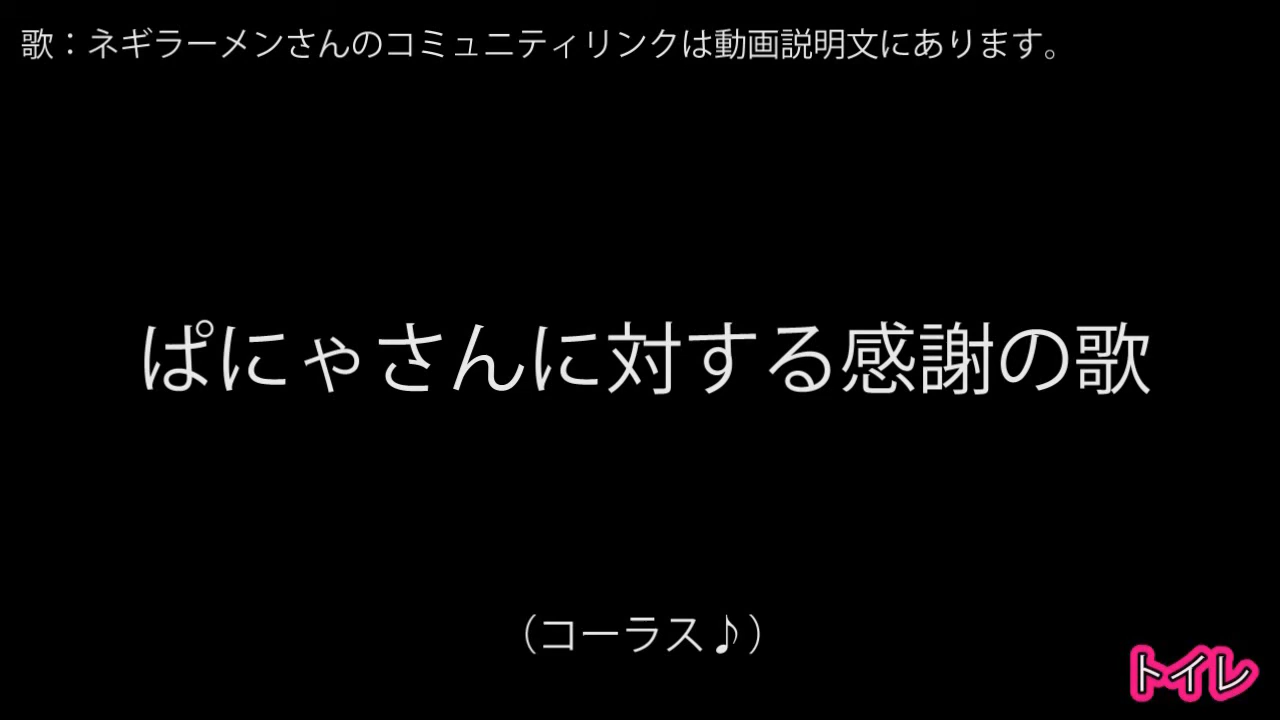 歌：ネギラーメンさんのコミュニティリンクは動画説明文にあります。
ぱにゃさんに対する感謝の歌
（コーラス♪）
トイレ